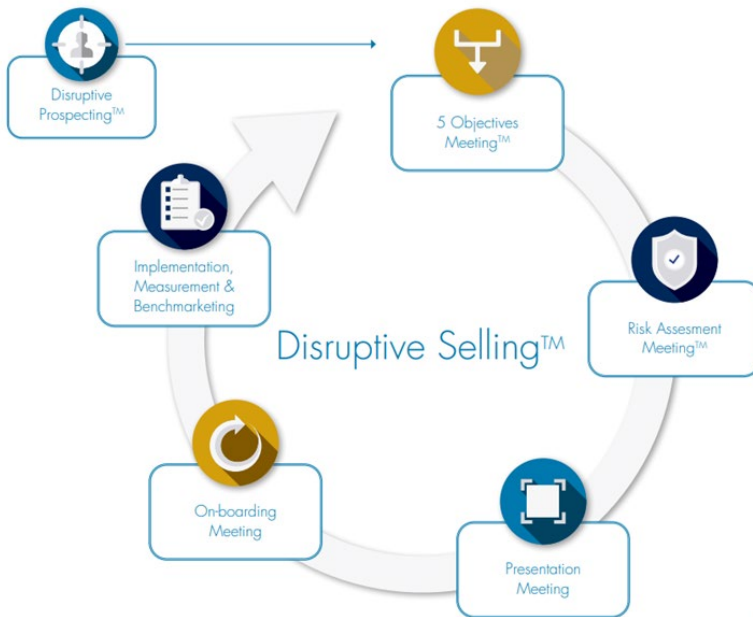 Disruptive
Prospecting™
5 Objectives
Meeting™
Implementation,
Measurement &
Benchmarketing
Disruptive Selling™
Risk Assesment
Meeting™
On-boarding
Meeting
Presentation
Meeting